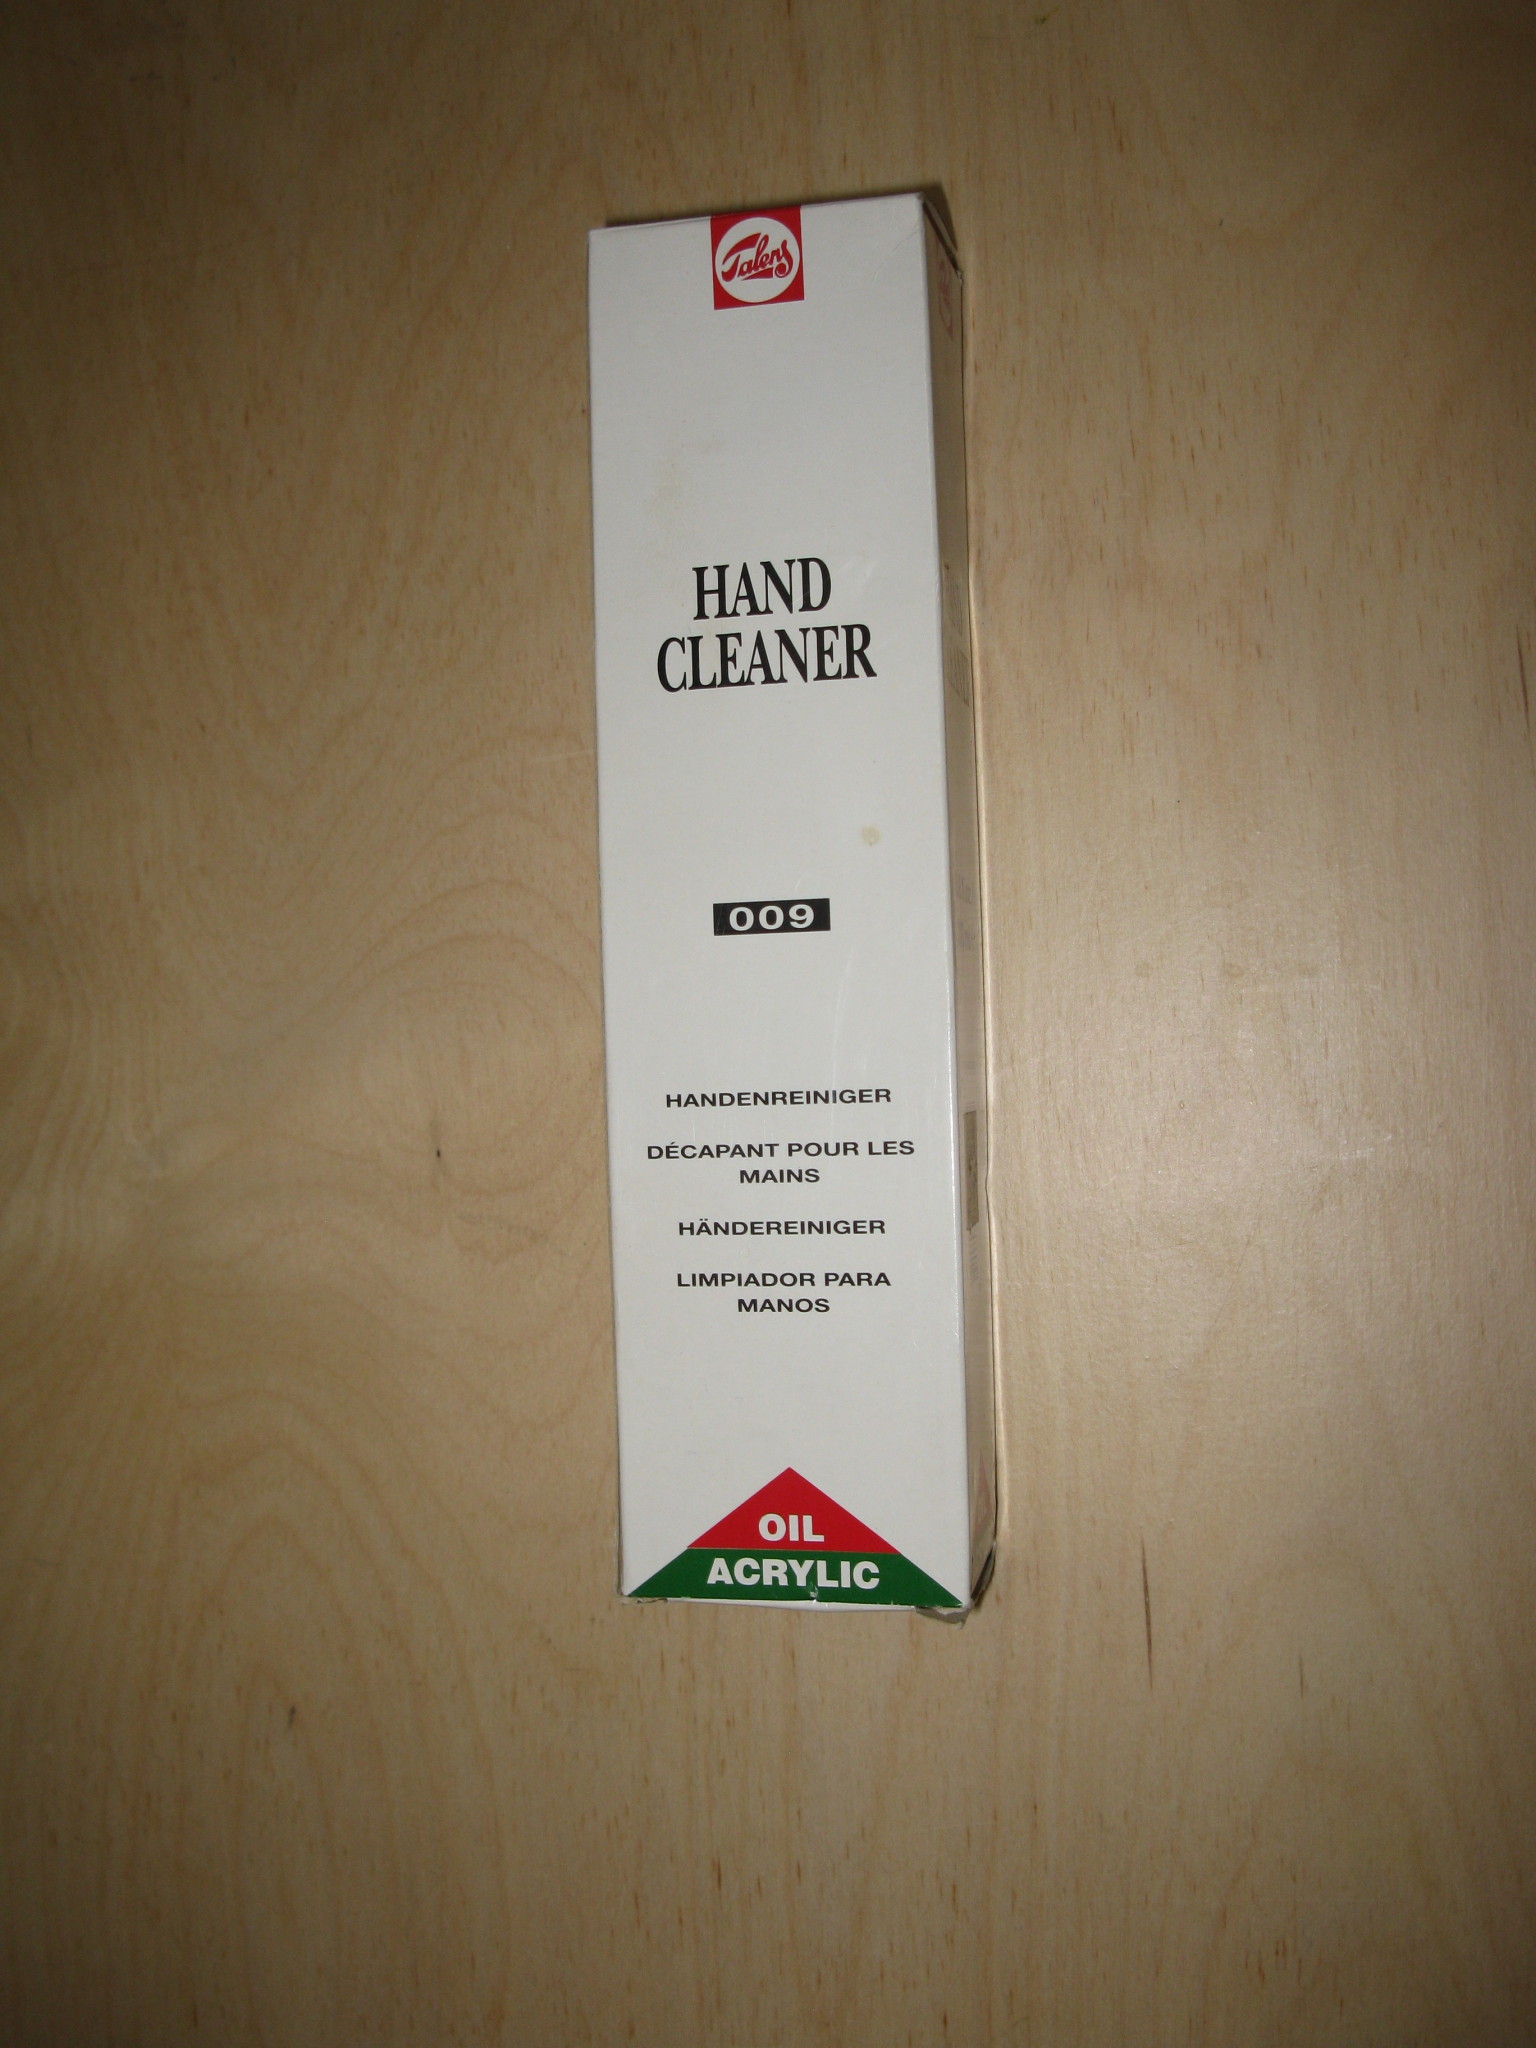 Talens
HAND
CLEANER
009
HANDENREINIGER
DÉCAPANT POUR LES
MAINS
HÄNDEREINIGER
LIMPIADOR PARA
MANOS
OIL
ACRYLIC